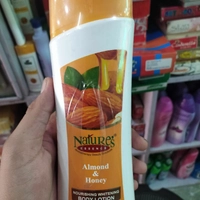 Nature's
ESSENCE
Almond
&
Honey
NOURISHING WHITENING
BODY LOTION